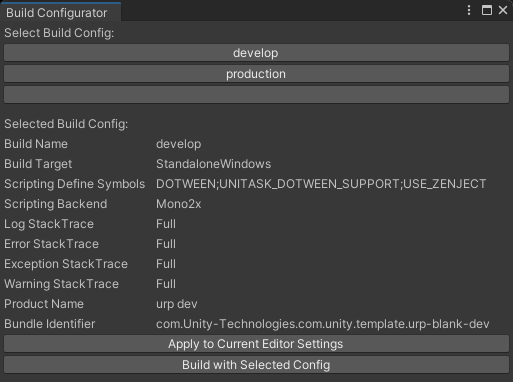 Build Configurator
Select Build Config:
develop
production
Selected Build Config:
Build Name develop
Build Target StandaloneWindows
Scripting Define Symbols DOTWEEN;UNITASK_DOTWEEN_SUPPORT;USE_ZENJECT
Scripting Backend Mono2x
Log StackTrace Full
Error StackTrace Full
Exception StackTrace Full
Warning StackTrace Full
Product Name urp dev
Bundle Identifier com.Unity-Technologies.com.unity.template.urp-blank-dev
Apply to Current Editor Settings
Build with Selected Config